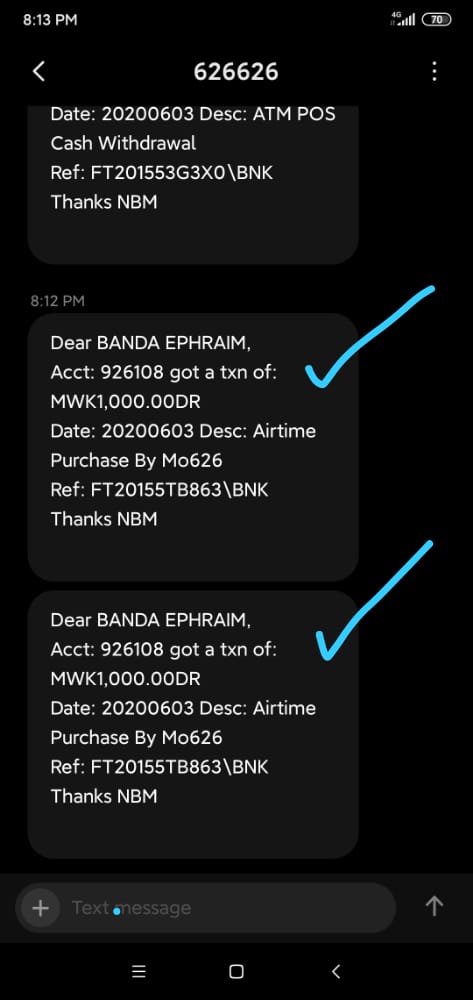 8:13 PM
4G
70
626626
Date: 20200603 Desc: ATM POS
Cash Withdrawal
Ref: FT201553G3X0\BNK
Thanks NBM
8:12 PM
Dear BANDA EPHRAIM,
Acct: 926108 got a txn of:
MWK1,000.00DR
Date: 20200603 Desc: Airtime
Purchase By Mo626
Ref: FT20155TB863\BNK
Thanks NBM
Dear BANDA EPHRAIM,
Acct: 926108 got a txn of:
MWK1,000.00DR
Date: 20200603 Desc: Airtime
Purchase By Mo626
Ref: FT20155TB863\BNK
Thanks NBM
Text message